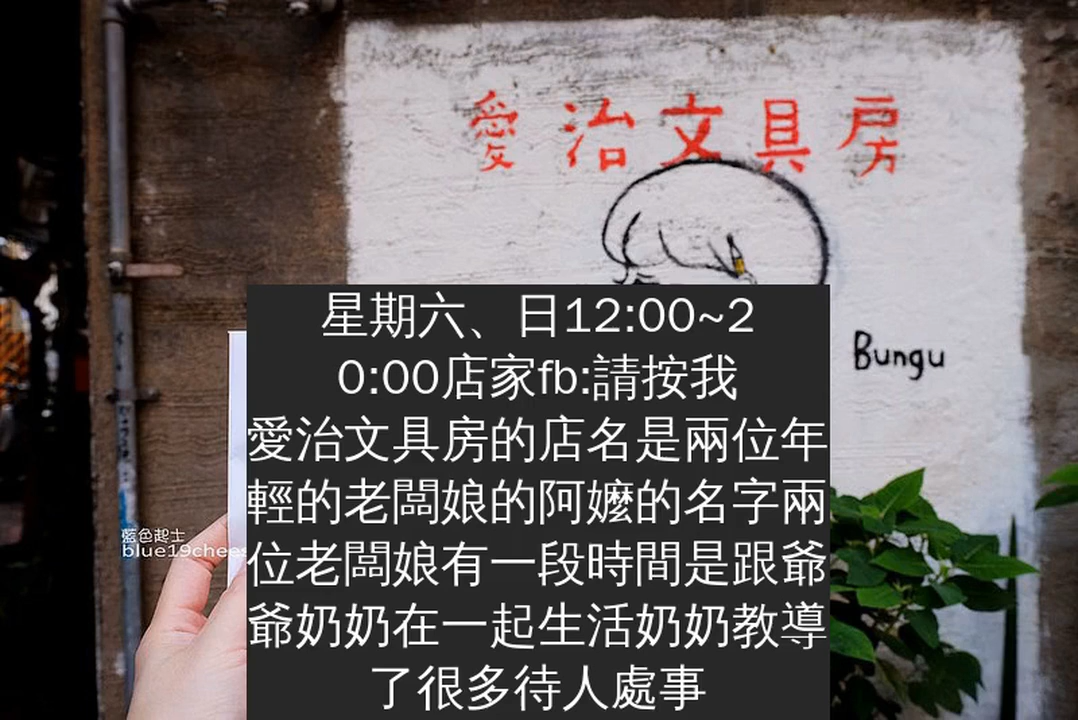 愛治文具房
星期六、日12:00~2
0:00店家fb:請按我
Bungu
愛治文具房的店名是兩位年
輕的老闆娘的阿嬤的名字兩
位老闆娘有一段時間是跟爺
爺奶奶在一起生活奶奶教導
了很多待人處事
藍色起士
blue19chees